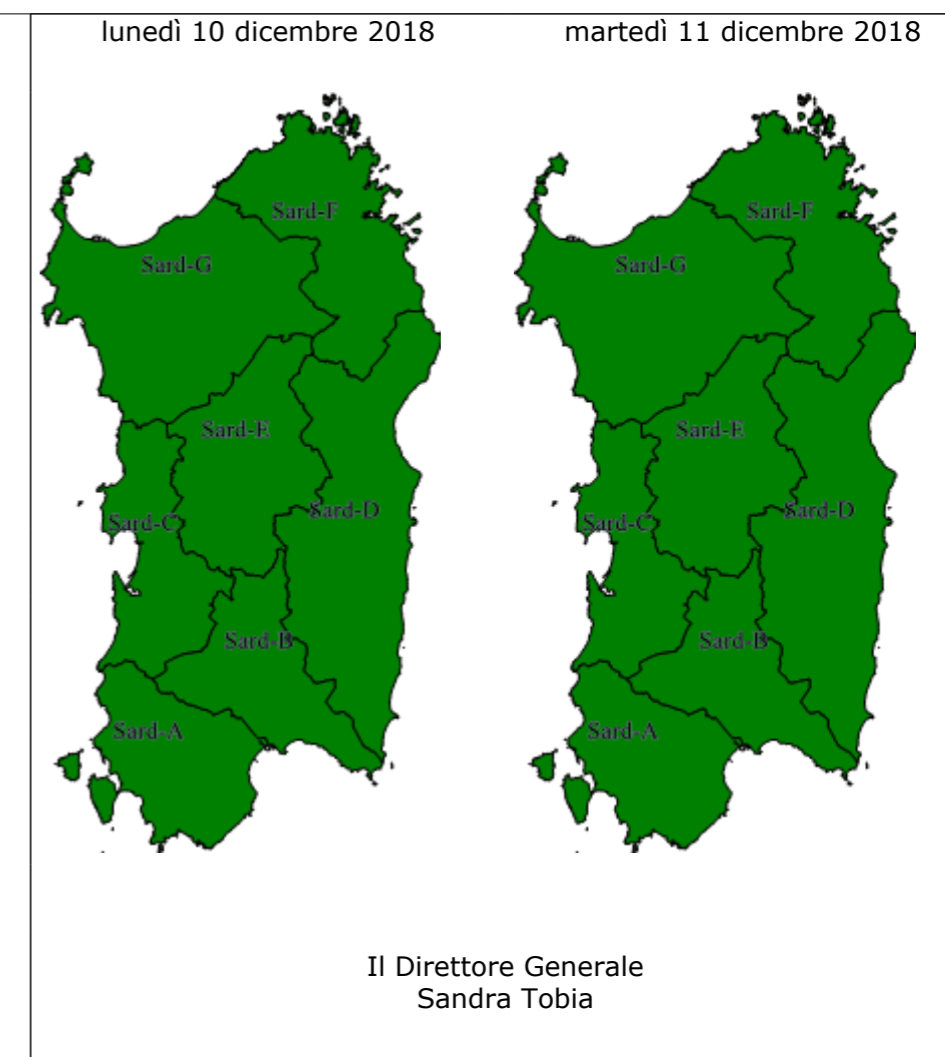 lunedì 10 dicembre 2018
martedì 11 dicembre 2018
Sard-F
Sard-G
Sard-E
Sard-D
Sard-C
Sard-B
Sard-A
Sard-F
Sard-G
Sard-E
Sard-D
Sard-C
Sard-B
Sard-A
Il Direttore Generale
Sandra Tobia